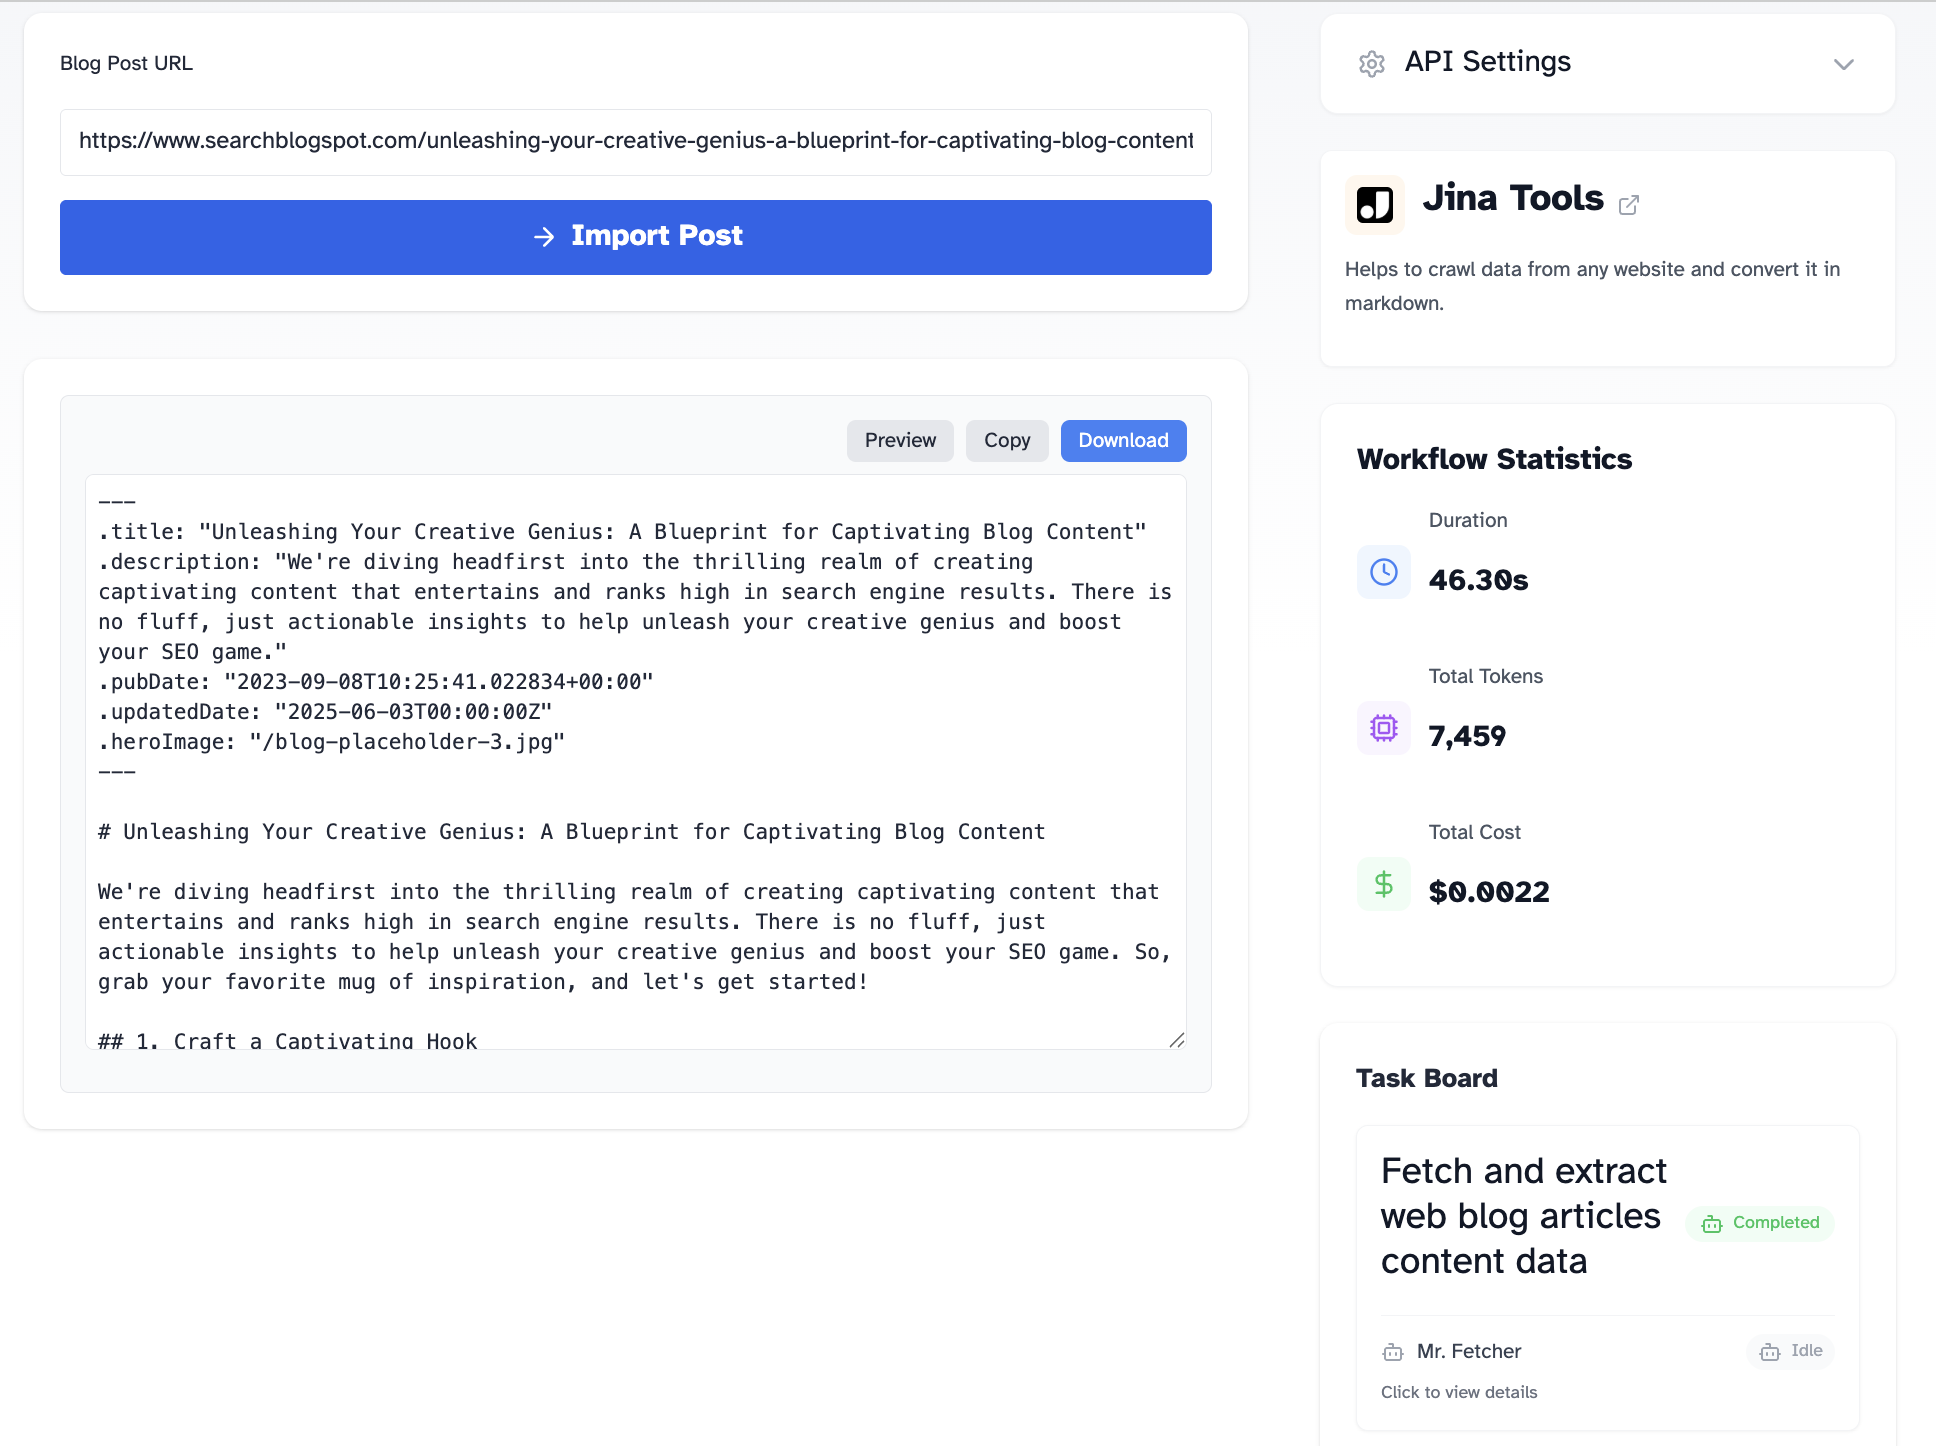 Blog Post URL
https://www.searchblogspot.com/unleashing-your-creative-genius-a-blueprint-for-captivating-blog-content
Import Post
Preview
Copy
Download
---
.title: "Unleashing Your Creative Genius: A Blueprint for Captivating Blog Content"
.description: "We're diving headfirst into the thrilling realm of creating
captivating content that entertains and ranks high in search engine results. There is
no fluff, just actionable insights to help unleash your creative genius and boost
your SEO game."
.pubDate: "2023-09-08T10:25:41.022834+00:00"
.updatedDate: "2025-06-03T00:00:00Z"
.heroImage: "/blog-placeholder-3.jpg"
---
# Unleashing Your Creative Genius: A Blueprint for Captivating Blog Content
We're diving headfirst into the thrilling realm of creating captivating content that
entertains and ranks high in search engine results. There is no fluff, just
actionable insights to help unleash your creative genius and boost your SEO game. So,
grab your favorite mug of inspiration, and let's get started!
## 1. Craft a Captivating Hook
API Settings
Jina Tools
Helps to crawl data from any website and convert it in
markdown.
Workflow Statistics
Duration
46.30s
Total Tokens
7,459
Total Cost
$0.0022
Task Board
Fetch and extract
web blog articles
content data
Completed
Mr. Fetcher
Idle
Click to view details